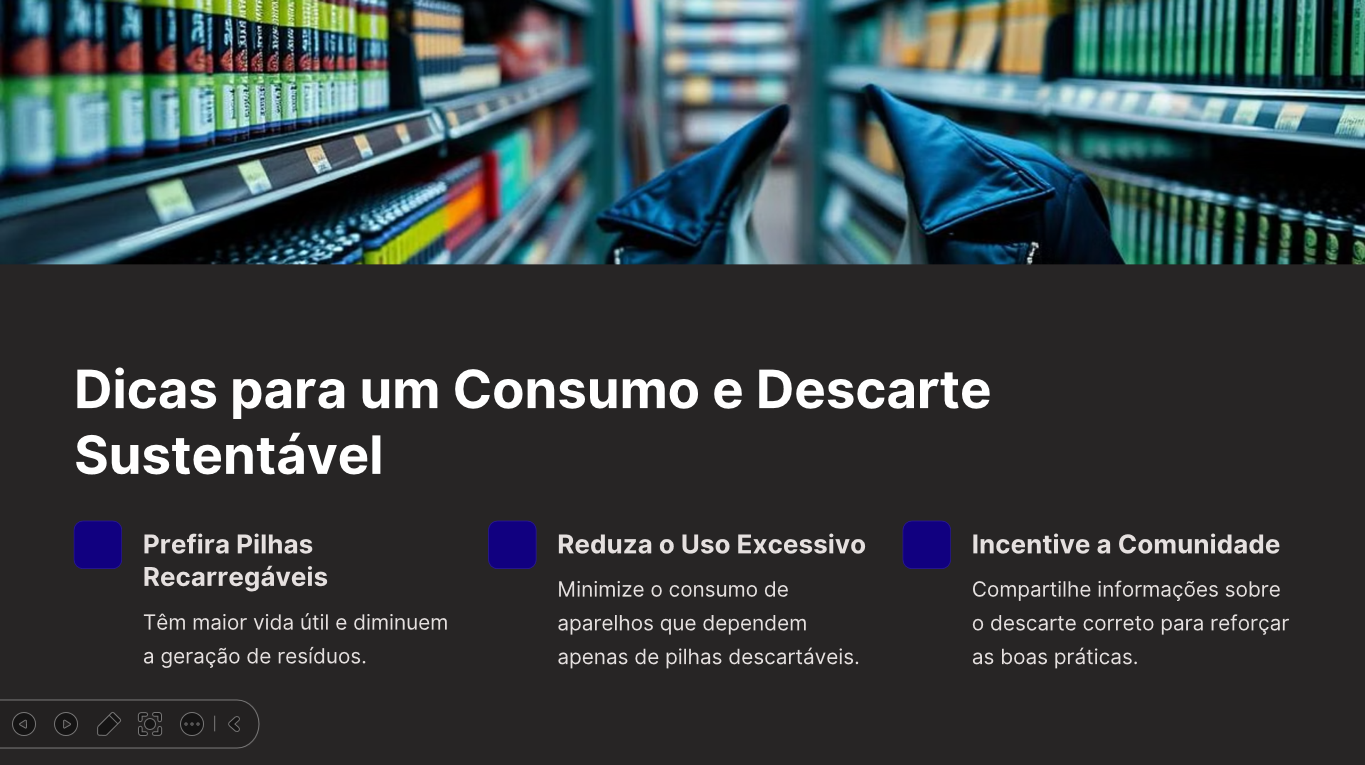 Dicas para um Consumo e Descarte
Sustentável
Prefira Pilhas
Recarregáveis
Têm maior vida útil e diminuem
a geração de resíduos.
Reduza o Uso Excessivo
Minimize o consumo de
aparelhos que dependem
apenas de pilhas descartáveis.
Incentive a Comunidade
Compartilhe informações sobre
o descarte correto para reforçar
as boas práticas.